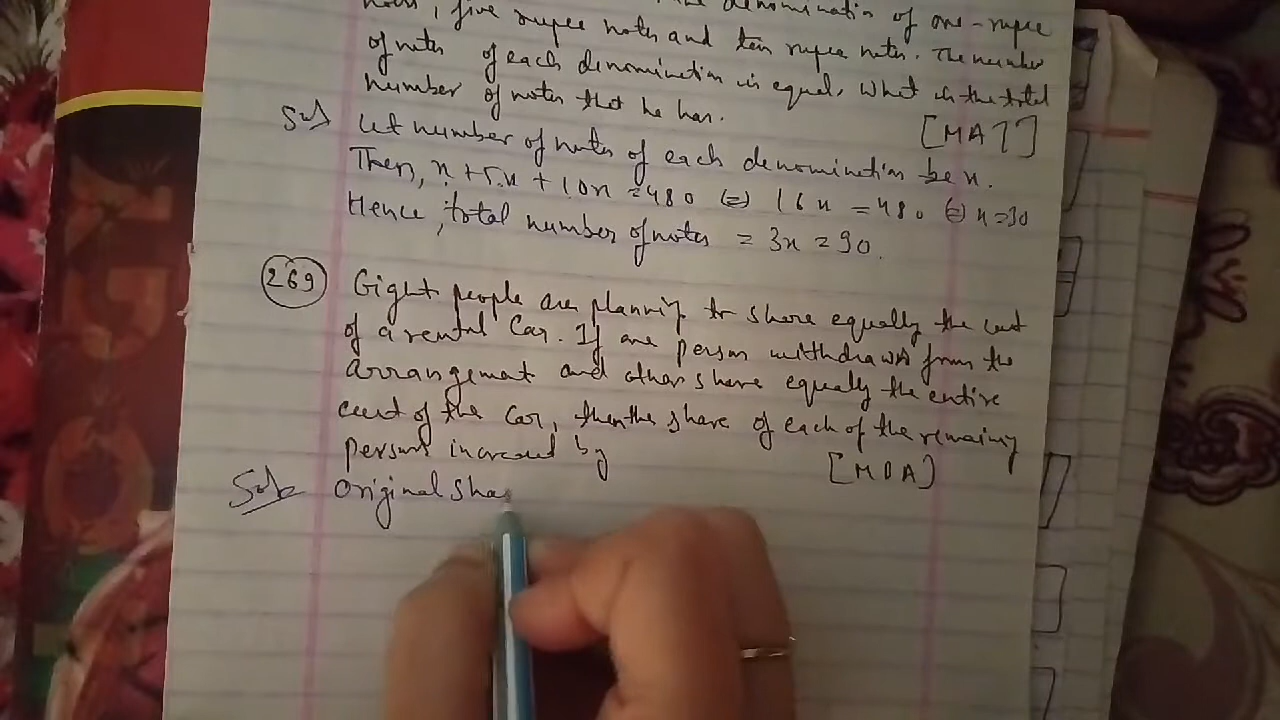 denomination of one-rupee
notes, five rupee notes and ten rupee notes. The number
of notes of each denomination is equal. What is the total
number of notes that he has. [MAT]
Sol let number of notes of each denomination be x.
Then, x + 5x + 10x = 480 (=) 16x = 480 (=) x = 30
Hence, total number of notes = 3x = 90.
269 Eight people are planning to share equally the cost
of a rental Car. If one person withdraws from the
arrangement and others share equally the entire
cost of the Car, then the share of each of the remaining
persons increased by [MBA]
Sol: Original Sha